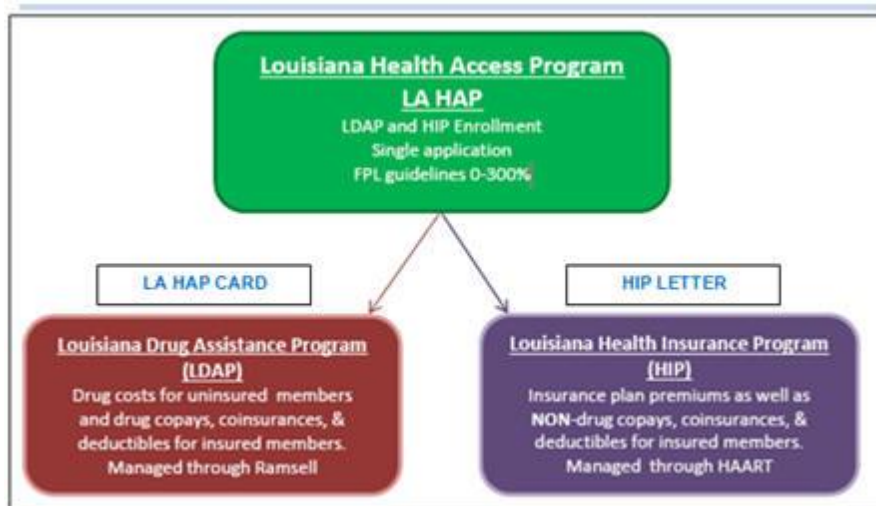 Louisiana Health Access Program
LA HAP
LDAP and HIP Enrollment
Single application
FPL guidelines 0-300%
LA HAP CARD
HIP LETTER
Louisiana Drug Assistance Program
(LDAP)
Drug costs for uninsured members
and drug copays, coinsurances, &
deductibles for insured members.
Managed through Ramsell
Louisiana Health Insurance Program
(HIP)
Insurance plan premiums as well as
NON-drug copays, coinsurances, &
deductibles for insured members.
Managed through HAART